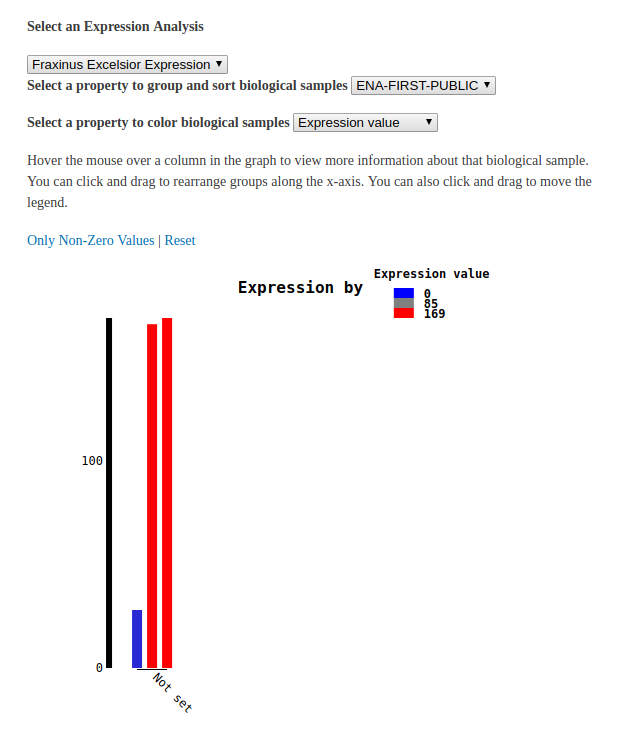 Select an Expression Analysis
Fraxinus Excelsior Expression
Select a property to group and sort biological samples ENA-FIRST-PUBLIC
Select a property to color biological samples Expression value
Hover the mouse over a column in the graph to view more information about that biological sample.
You can click and drag to rearrange groups along the x-axis. You can also click and drag to move the
legend.
Only Non-Zero Values | Reset
Expression value
Expression by
0
85
169
100
0
Not set